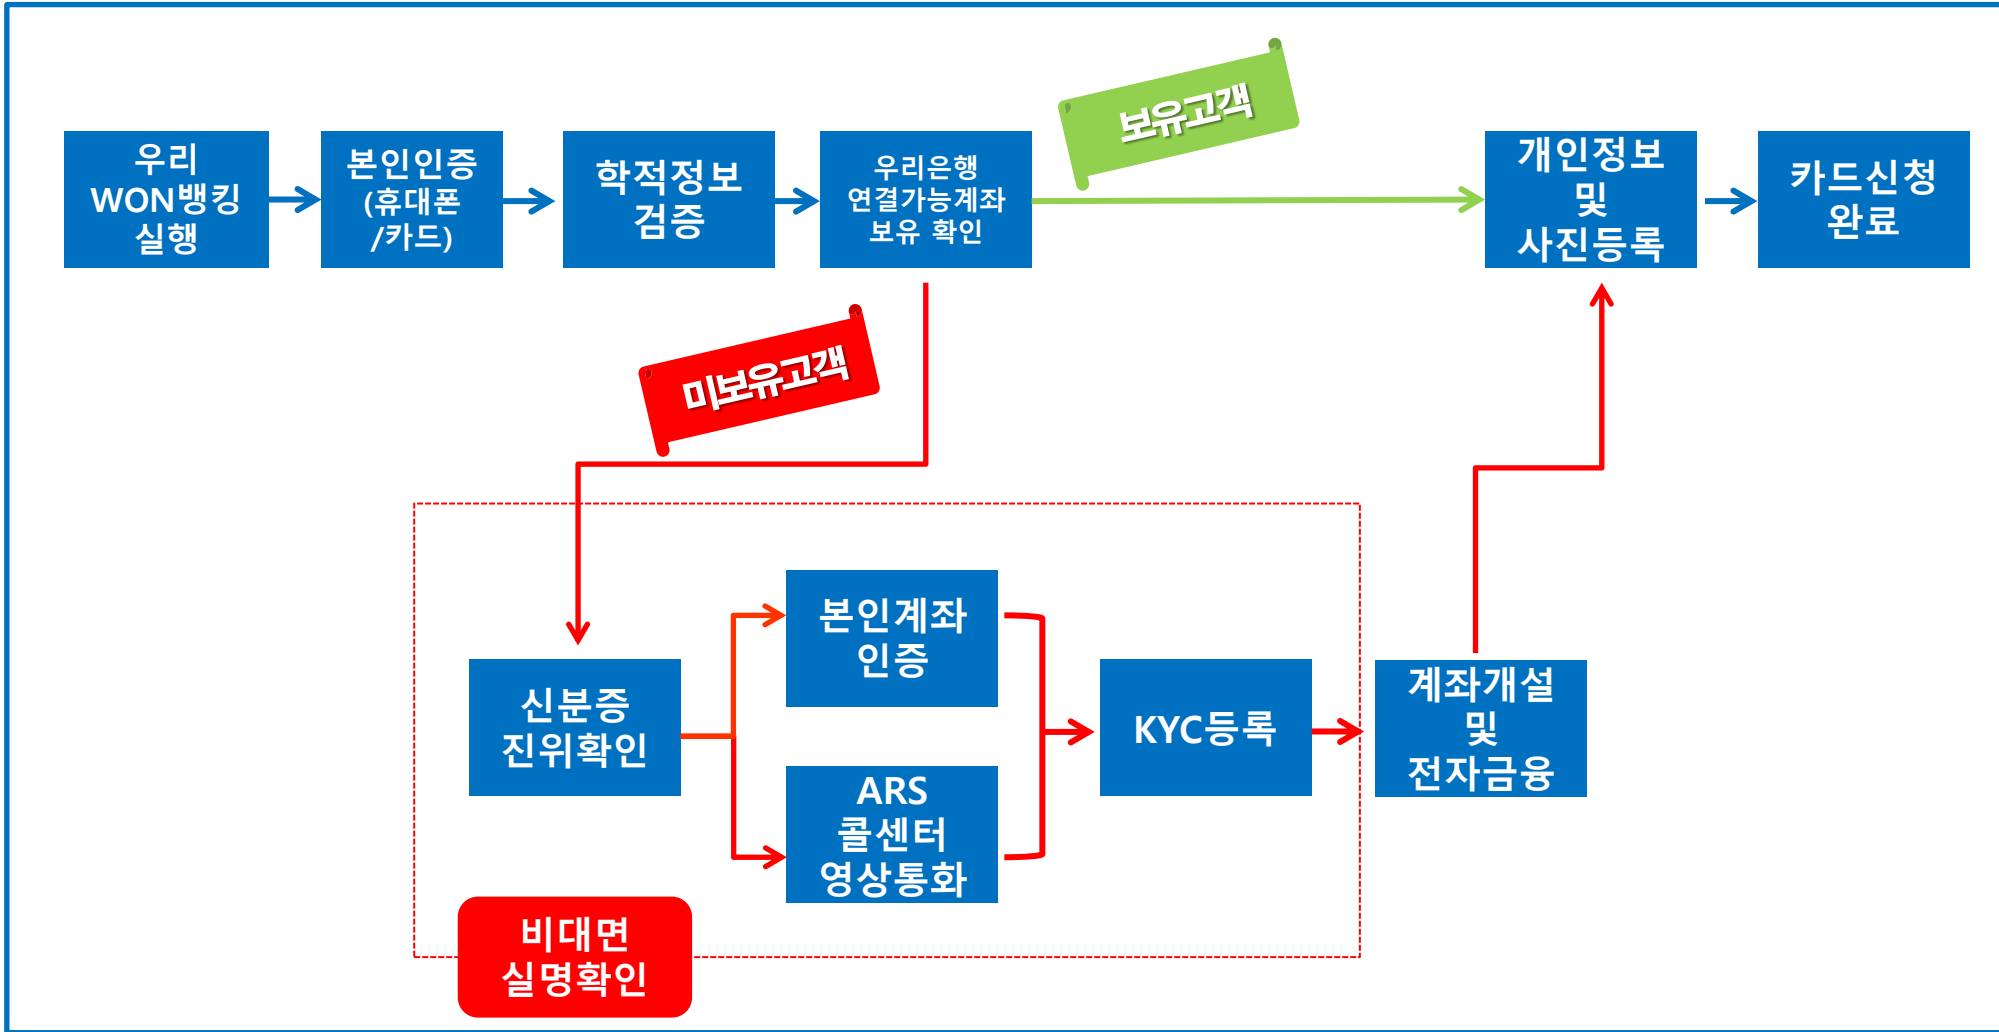 우리
WON뱅킹
실행
본인인증
(휴대폰
/카드)
학적정보
검증
우리은행
연결가능계좌
보유 확인
보유고객
개인정보
및
사진등록
카드신청
완료
미보유고객
신분증
진위확인
본인계좌
인증
ARS
콜센터
영상통화
KYC등록
계좌개설
및
전자금융
비대면
실명확인